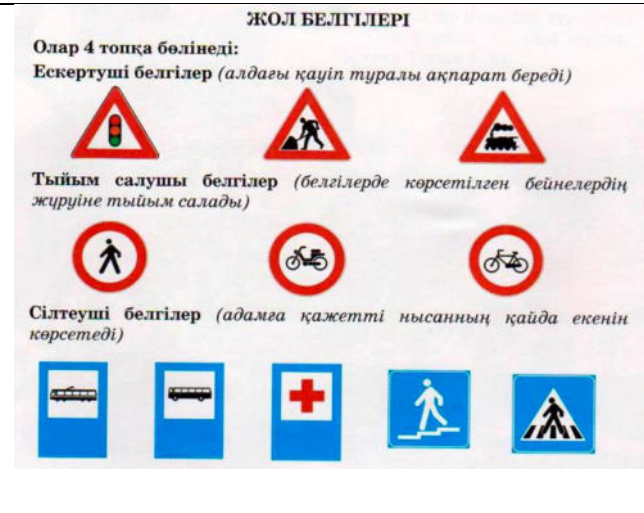 ЖОЛ БЕЛГІЛЕРІ
Олар 4 топқа бөлінеді:
Ескертуші белгілер (алдағы қауіп туралы ақпарат береді)
Тыйым салушы белгілер (белгілерде көрсетілген бейнелердің
жүруіне тыйым салады)
Сілтеуші белгілер (адамға қажетті нысанның қайда екенін
көрсетеді)